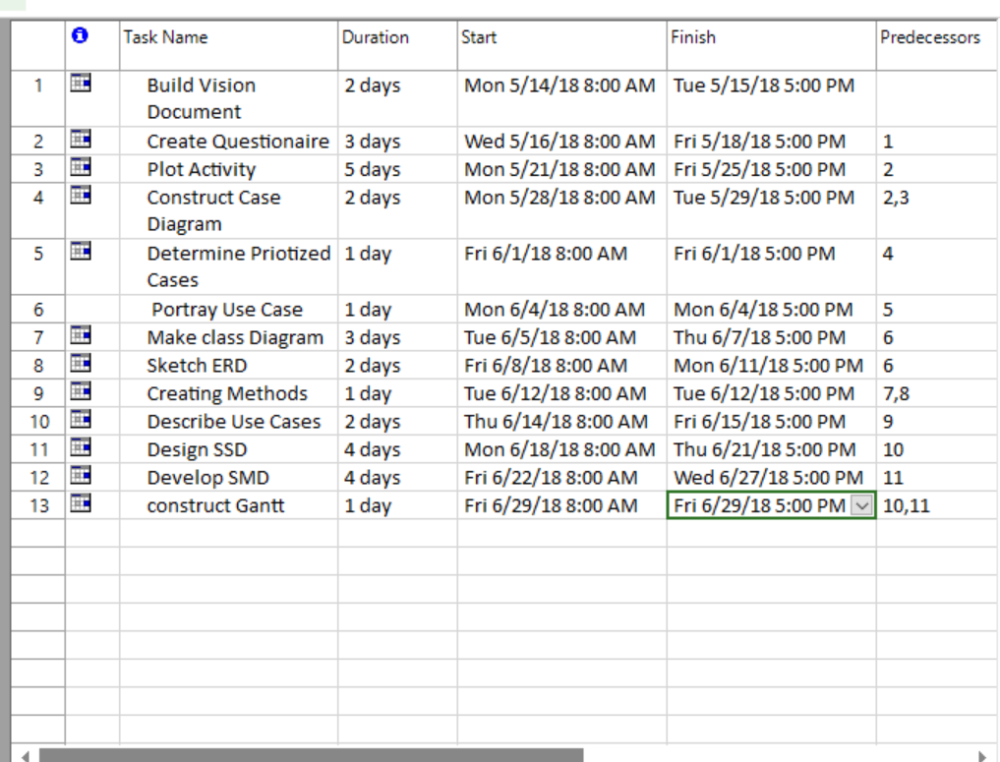 Task Name Duration Start Finish Predecessors
1 Build Vision 2 days Mon 5/14/18 8:00 AM Tue 5/15/18 5:00 PM
Document
2 Create Questionaire 3 days Wed 5/16/18 8:00 AM Fri 5/18/18 5:00 PM 1
3 Plot Activity 5 days Mon 5/21/18 8:00 AM Fri 5/25/18 5:00 PM 2
4 Construct Case 2 days Mon 5/28/18 8:00 AM Tue 5/29/18 5:00 PM 2,3
Diagram
5 Determine Priotized 1 day Fri 6/1/18 8:00 AM Fri 6/1/18 5:00 PM 4
Cases
6 Portray Use Case 1 day Mon 6/4/18 8:00 AM Mon 6/4/18 5:00 PM 5
7 Make class Diagram 3 days Tue 6/5/18 8:00 AM Thu 6/7/18 5:00 PM 6
8 Sketch ERD 2 days Fri 6/8/18 8:00 AM Mon 6/11/18 5:00 PM 6
9 Creating Methods 1 day Tue 6/12/18 8:00 AM Tue 6/12/18 5:00 PM 7,8
10 Describe Use Cases 2 days Thu 6/14/18 8:00 AM Fri 6/15/18 5:00 PM 9
11 Design SSD 4 days Mon 6/18/18 8:00 AM Thu 6/21/18 5:00 PM 10
12 Develop SMD 4 days Fri 6/22/18 8:00 AM Wed 6/27/18 5:00 PM 11
13 construct Gantt 1 day Fri 6/29/18 8:00 AM Fri 6/29/18 5:00 PM 10,11